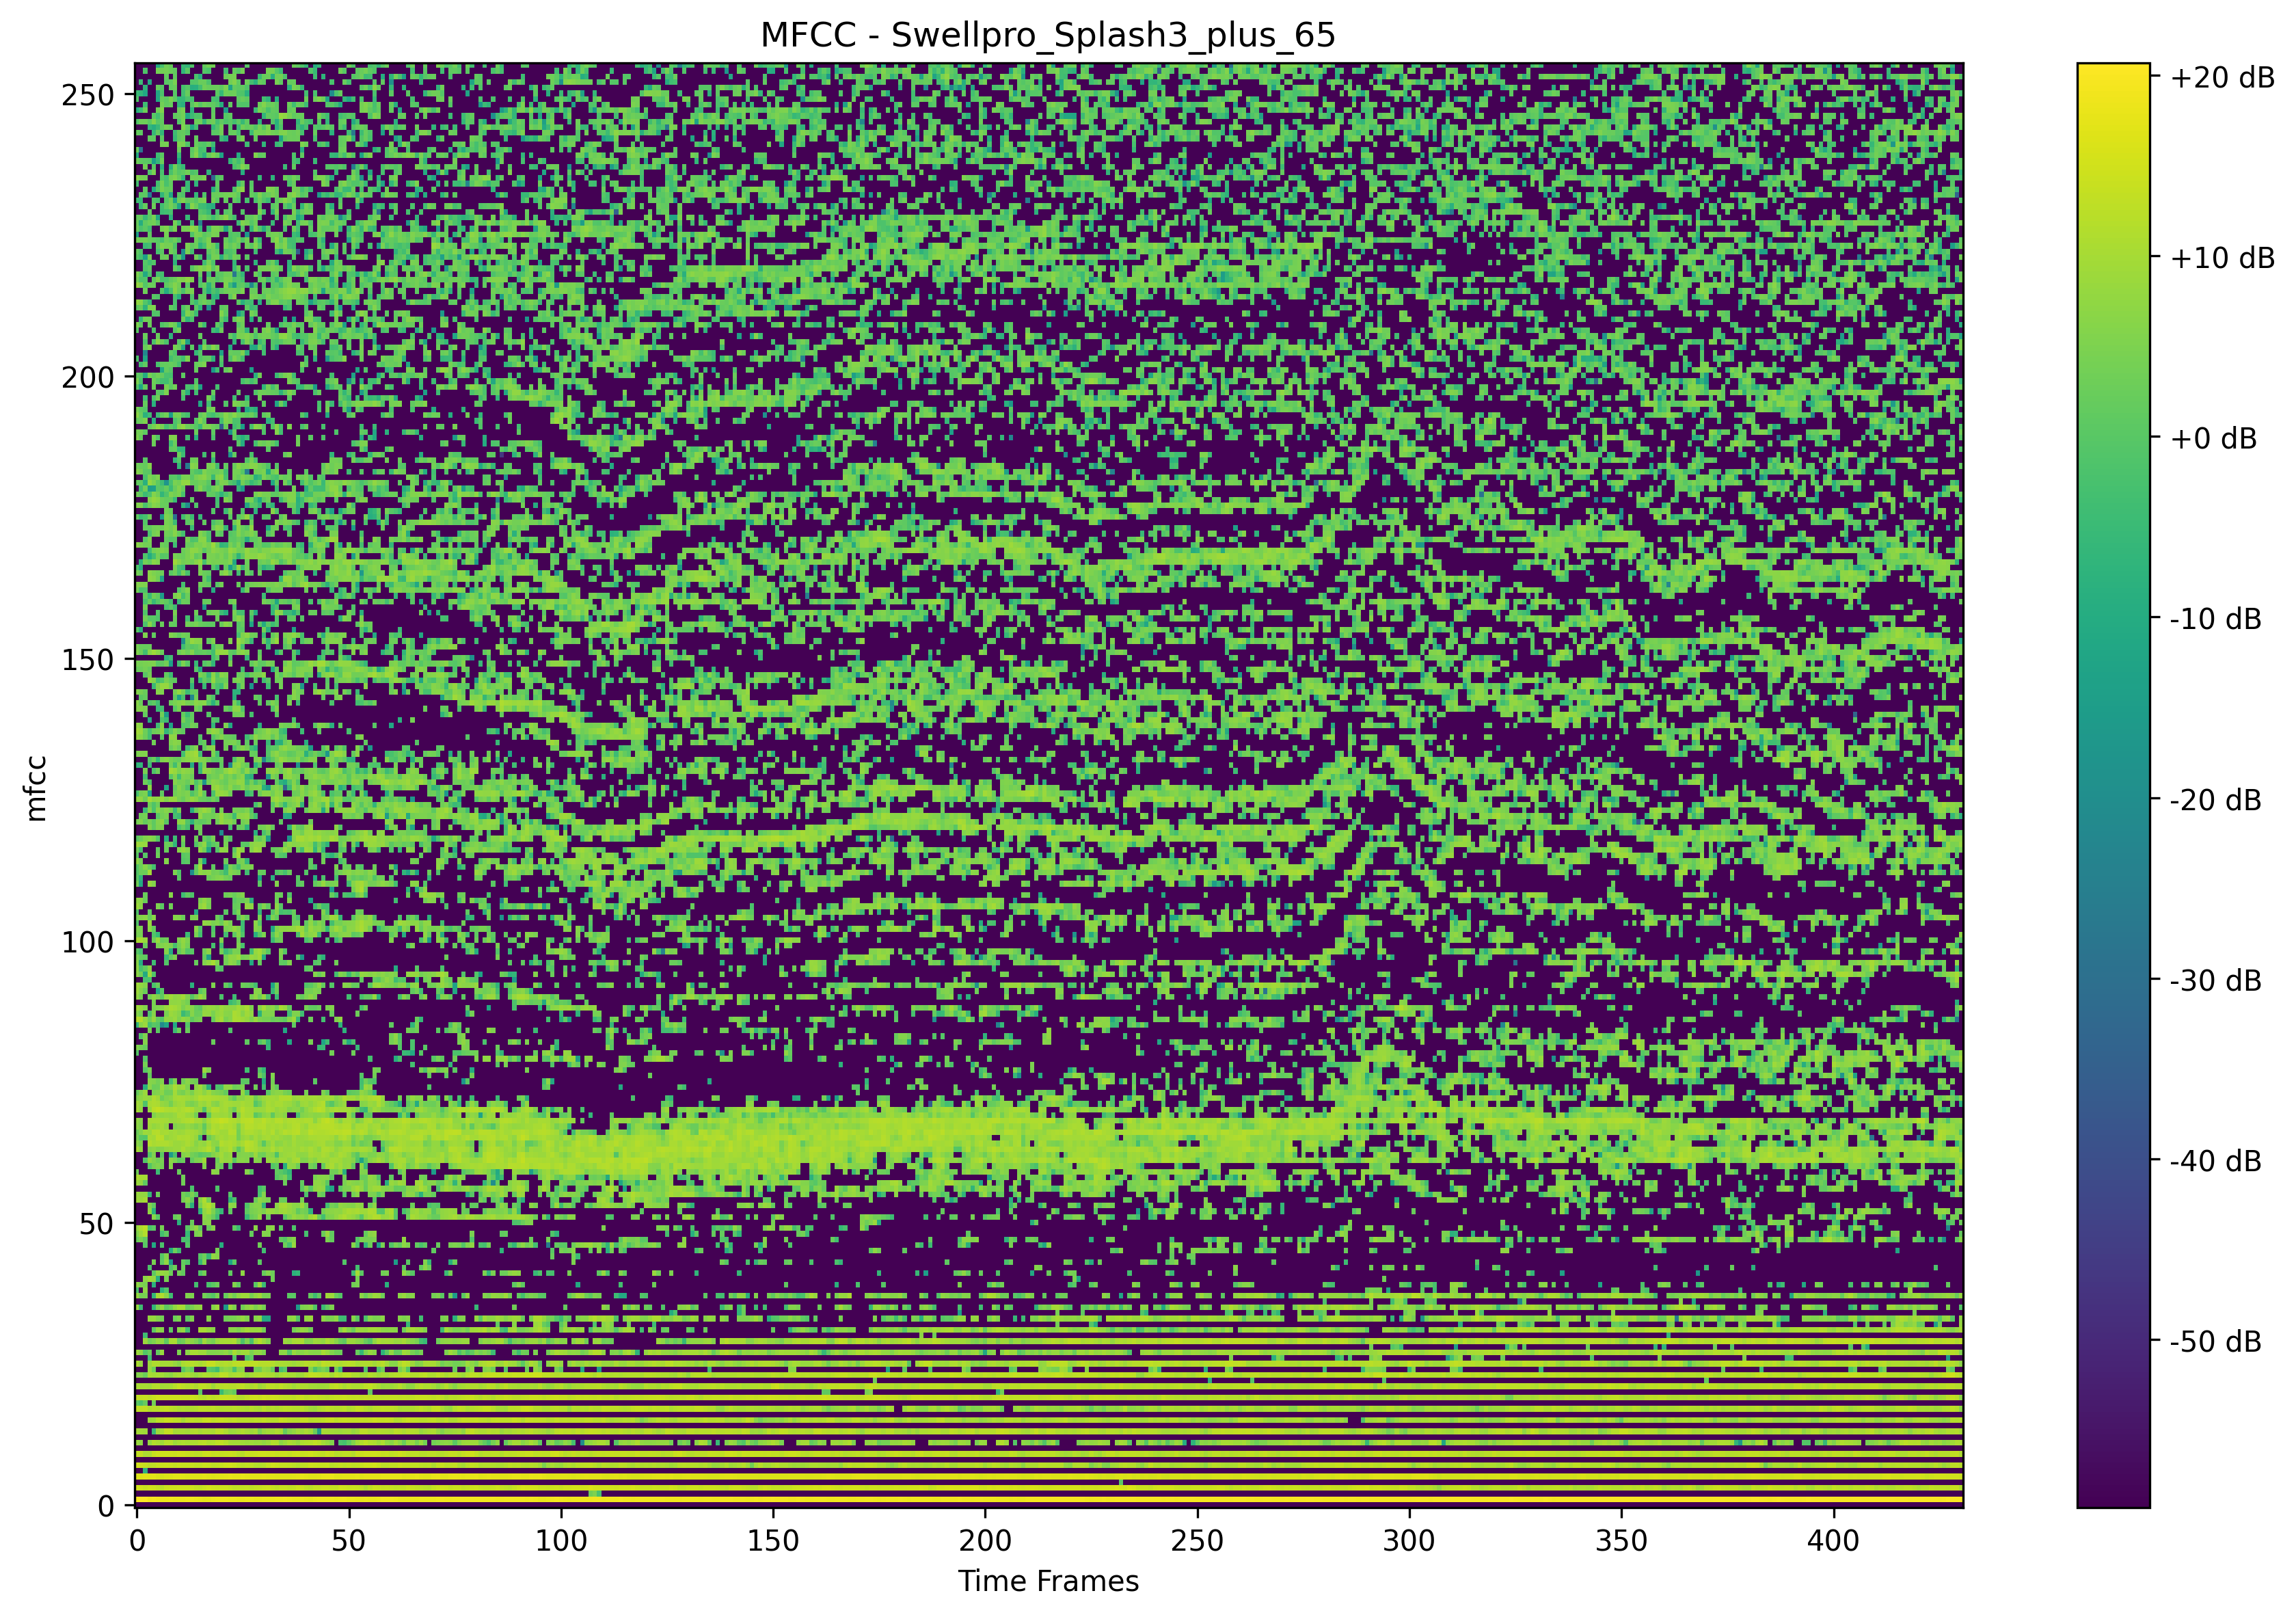 MFCC - Swellpro_Splash3_plus_65
+20 dB
+10 dB
+0 dB
-10 dB
-20 dB
-30 dB
-40 dB
-50 dB
mfcc
250
200
150
100
50
0
0 50 100 150 200 250 300 350 400
Time Frames